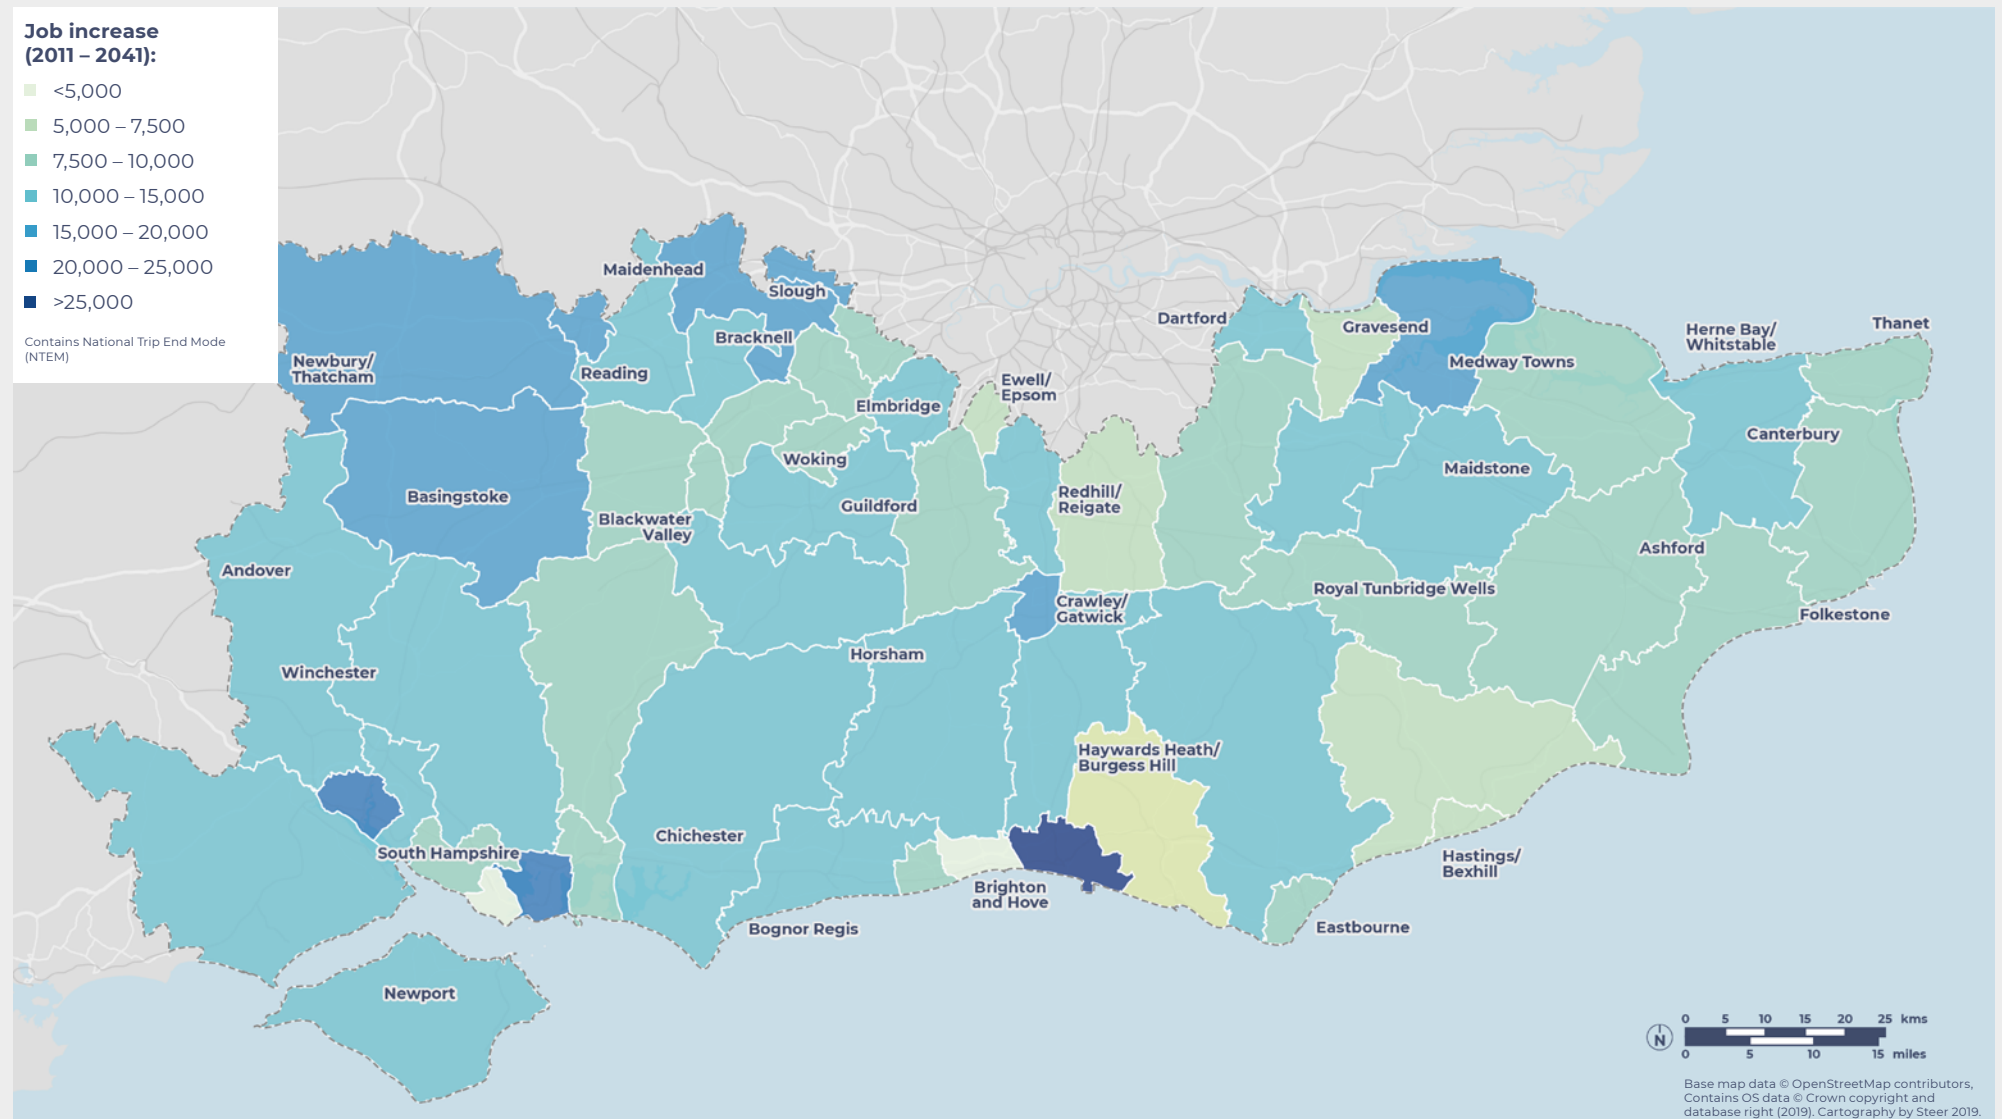 Job increase
(2011 – 2041):
<5,000
5,000 – 7,500
7,500 – 10,000
10,000 – 15,000
15,000 – 20,000
20,000 – 25,000
>25,000
Contains National Trip End Mode
(NTEM)
Maidenhead
Slough
Bracknell
Newbury/
Thatcham
Reading
Elmbridge
Ewell/
Epsom
Dartford
Gravesend
Medway Towns
Herne Bay/
Whitstable
Thanet
Canterbury
Maidstone
Woking
Guildford
Redhill/
Reigate
Basingstoke
Blackwater
Valley
Andover
Ashford
Royal Tunbridge Wells
Folkestone
Crawley/
Gatwick
Horsham
Winchester
Haywards Heath/
Burgess Hill
Chichester
South Hampshire
Hastings/
Bexhill
Brighton
and Hove
Bognor Regis
Eastbourne
Newport
N
0 5 10 15 20 25 kms
0 5 10 15 miles
Base map data © OpenStreetMap contributors,
Contains OS data © Crown copyright and
database right (2019). Cartography by Steer 2019.